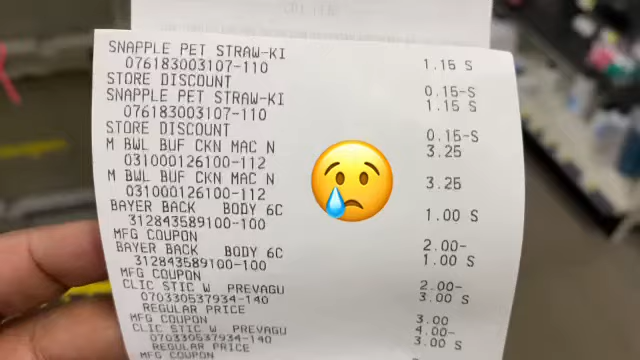 SNAPPLE PET STRAW-KI
076183003107-110 1.15 S
STORE DISCOUNT 0.15-S
SNAPPLE PET STRAW-KI 1.15 S
076183003107-110
STORE DISCOUNT 0.15-S
M BWL BUF CKN MAC N 3.25
031000126100-112
M BWL BUF CKN MAC N 3.25
031000126100-112
BAYER BACK BODY 6C 1.00 S
312843589100-100
MFG COUPON 2.00-
BAYER BACK BODY 6C 1.00 S
312843589100-100
MFG COUPON 2.00-
CLIC STIC W PREVAGU 3.00 S
070330537934-140
REGULAR PRICE 3.00
MFG COUPON 4.00-
CLIC STIC W PREVAGU 3.00 S
070330537934-140
REGULAR PRICE
MFG COUPON